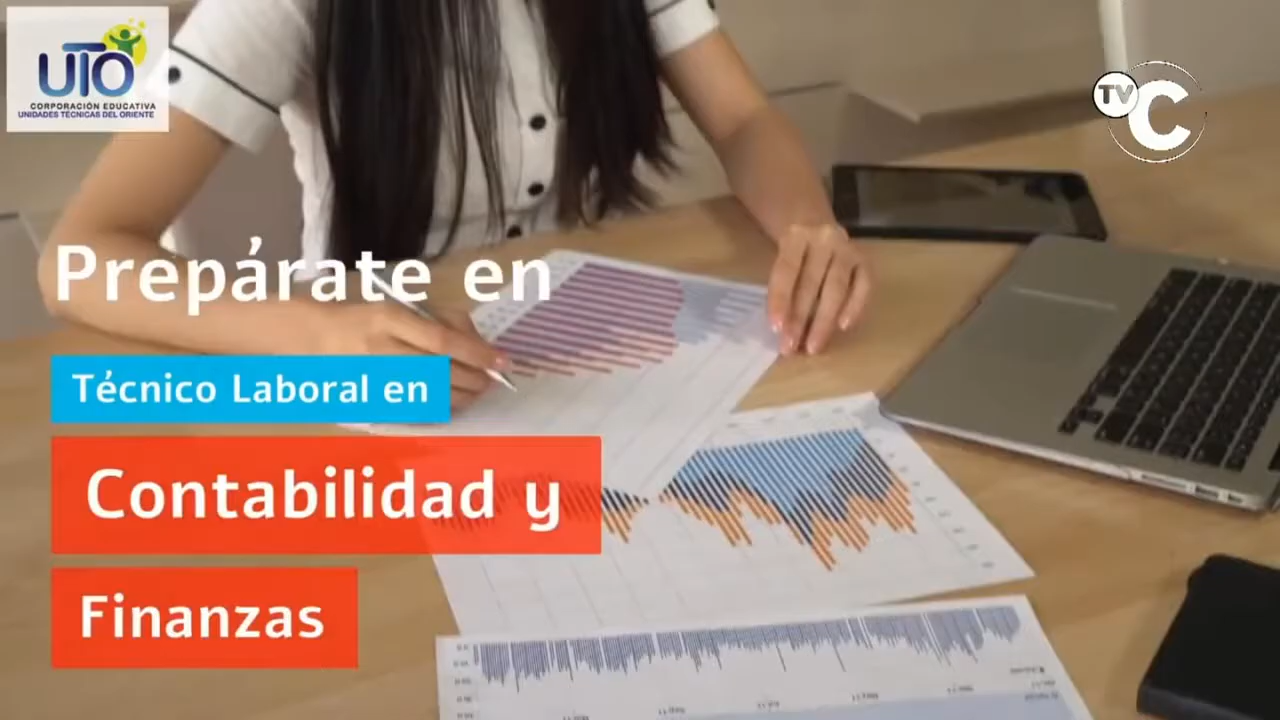 UTO
CORPORACIÓN EDUCATIVA
UNIDADES TÉCNICAS DEL ORIENTE
TV C
Prepárate en
Técnico Laboral en
Contabilidad y
Finanzas